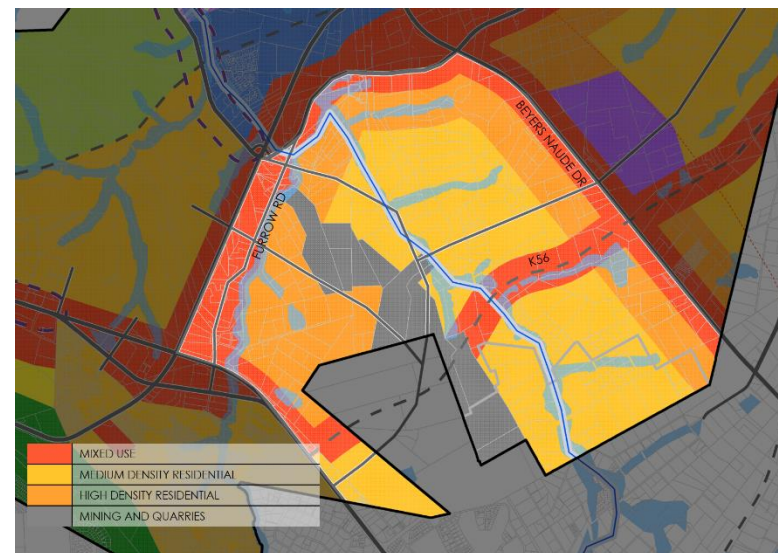 BEYERS NAUDE DR
FURROW RD
K56
MIXED USE
MEDIUM DENSITY RESIDENTIAL
HIGH DENSITY RESIDENTIAL
MINING AND QUARRIES